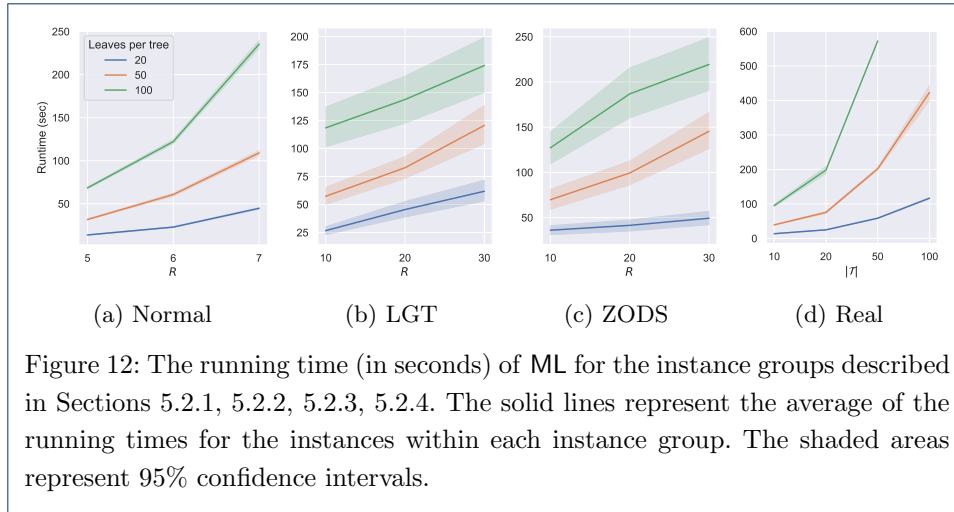 250
200
150
100
50
Runtime (sec)
Leaves per tree
20
50
100
5
6
7
R
200
175
150
125
100
75
50
25
10
20
30
R
250
200
150
100
50
10
20
30
R
600
500
400
300
200
100
0
10
20
50
100
|𝒯|
(a) Normal
(b) LGT
(c) ZODS
(d) Real
Figure 12: The running time (in seconds) of ML for the instance groups described
in Sections 5.2.1, 5.2.2, 5.2.3, 5.2.4. The solid lines represent the average of the
running times for the instances within each instance group. The shaded areas
represent 95% confidence intervals.